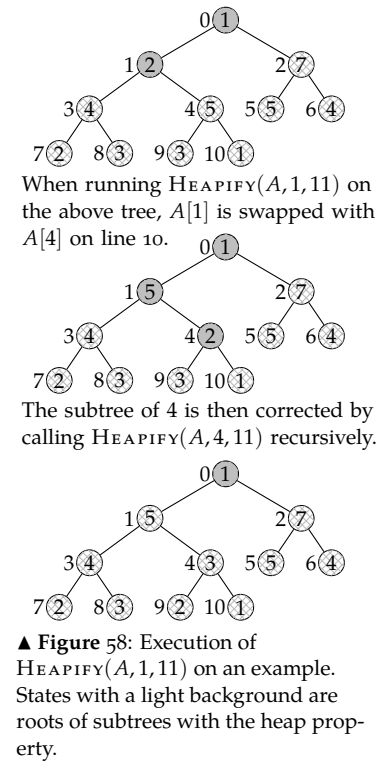 0 1
1 2 2 7
3 4 4 5 5 5 6 4
7 2 8 3 9 3 10 1
When running HEAPIFY(A, 1, 11) on
the above tree, A[1] is swapped with
A[4] on line 10.
0 1
1 5 2 7
3 4 4 2 5 5 6 4
7 2 8 3 9 3 10 1
The subtree of 4 is then corrected by
calling HEAPIFY(A, 4, 11) recursively.
0 1
1 5 2 7
3 4 4 3 5 5 6 4
7 2 8 3 9 2 10 1
▲ Figure 58: Execution of
HEAPIFY(A, 1, 11) on an example.
States with a light background are
roots of subtrees with the heap prop-
erty.